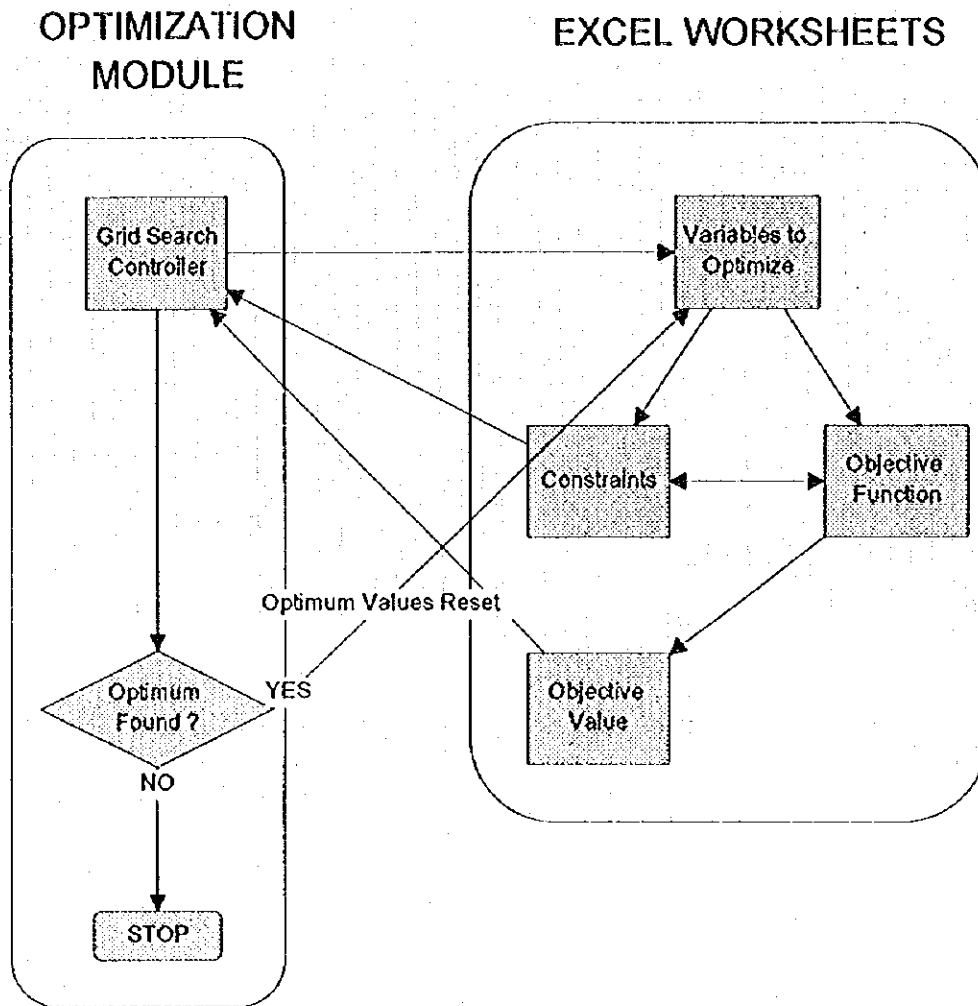 OPTIMIZATION
MODULE
EXCEL WORKSHEETS
Grid Search
Controller
Variables to
Optimize
Constraints
Objective
Function
Optimum Values Reset
Optimum
Found ?
YES
Objective
Value
NO
STOP